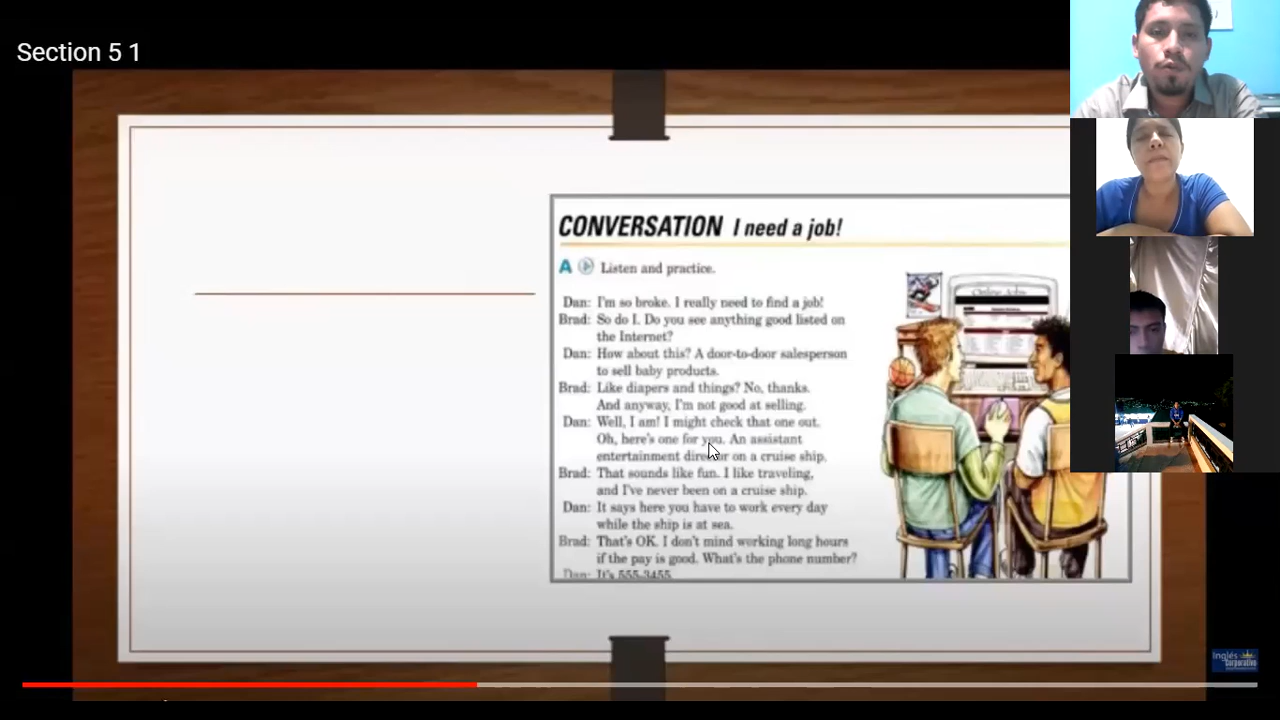 Section 5 1
CONVERSATION I need a job!
A Listen and practice.
Dan: I'm so broke. I really need to find a job!
Brad: So do I. Do you see anything good listed on
the Internet?
Dan: How about this? A door-to-door salesperson
to sell baby products.
Brad: Like diapers and things? No, thanks.
And anyway, I'm not good at selling.
Dan: Well, I am! I might check that one out.
Oh, here's one for you. An assistant
entertainment director on a cruise ship.
Brad: That sounds like fun. I like traveling,
and I've never been on a cruise ship.
Dan: It says here you have to work every day
while the ship is at sea.
Brad: That's OK. I don't mind working long hours
if the pay is good. What's the phone number?
Dan: It's 555-3455.
Online Jobs
Inglés
Corporativo